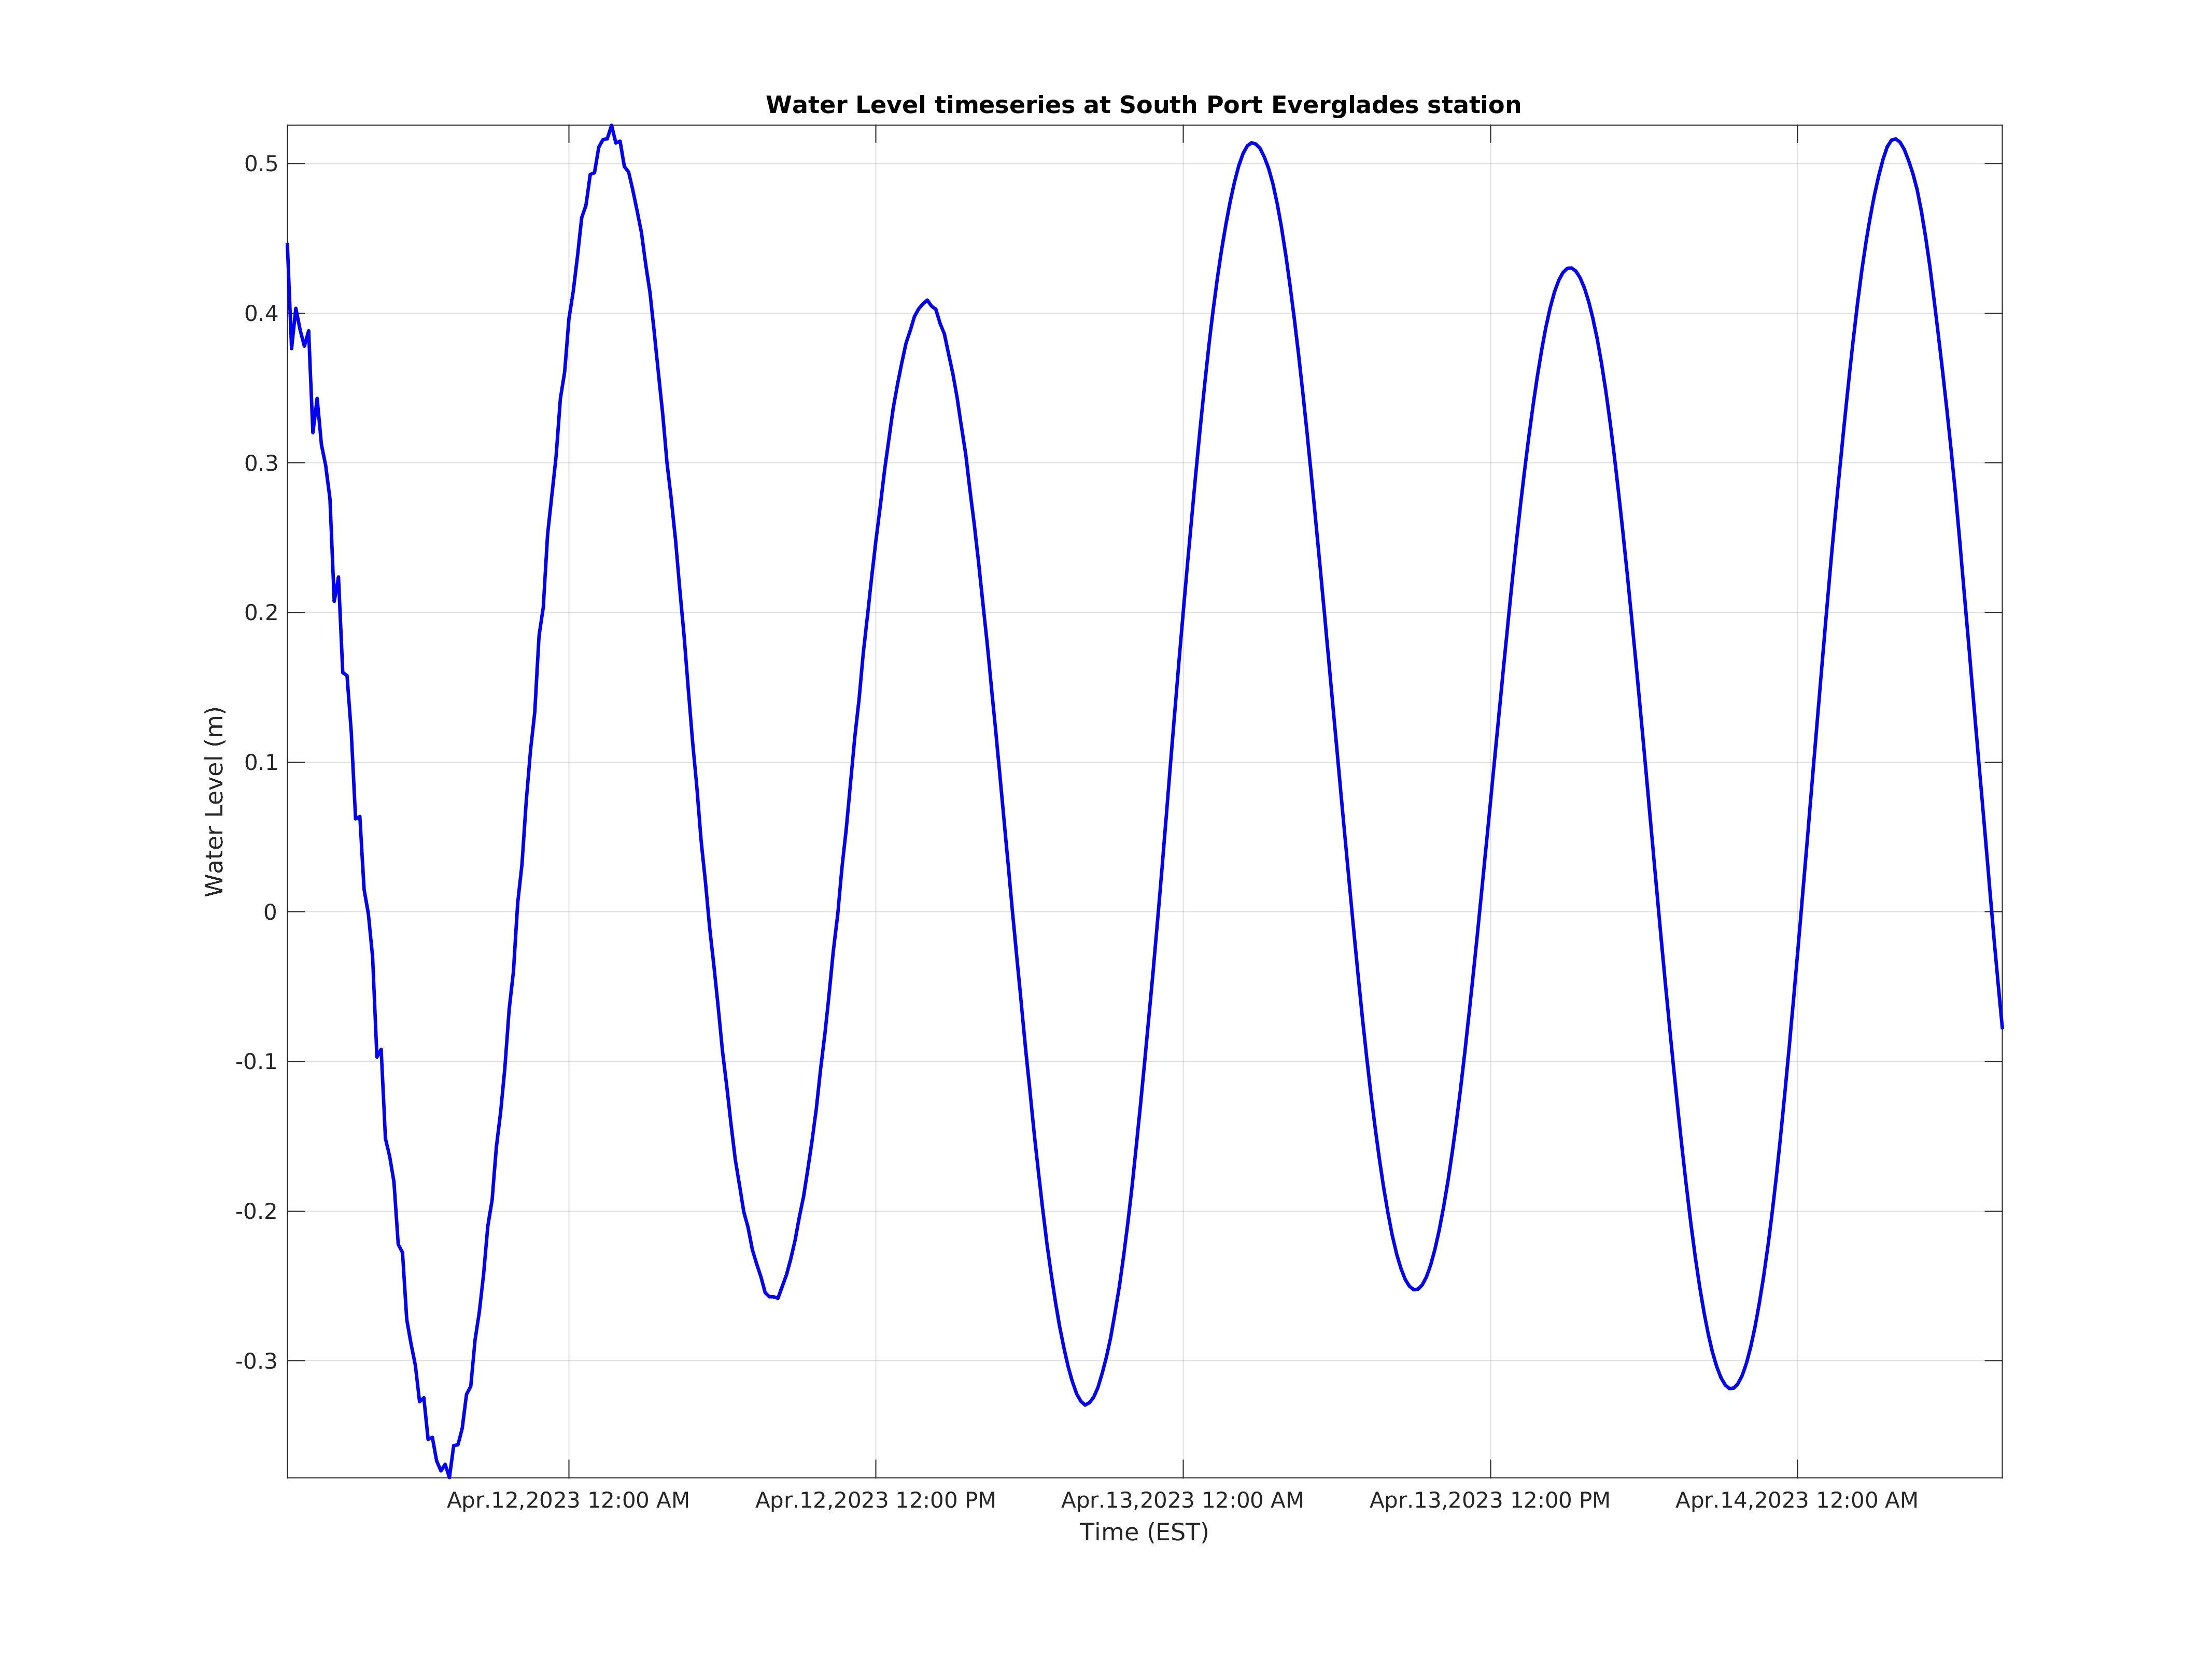 Water Level timeseries at South Port Everglades station
0.5
0.4
0.3
0.2
0.1
0
-0.1
-0.2
-0.3
Water Level (m)
Apr.12,2023 12:00 AM
Apr.12,2023 12:00 PM
Apr.13,2023 12:00 AM
Apr.13,2023 12:00 PM
Apr.14,2023 12:00 AM
Time (EST)